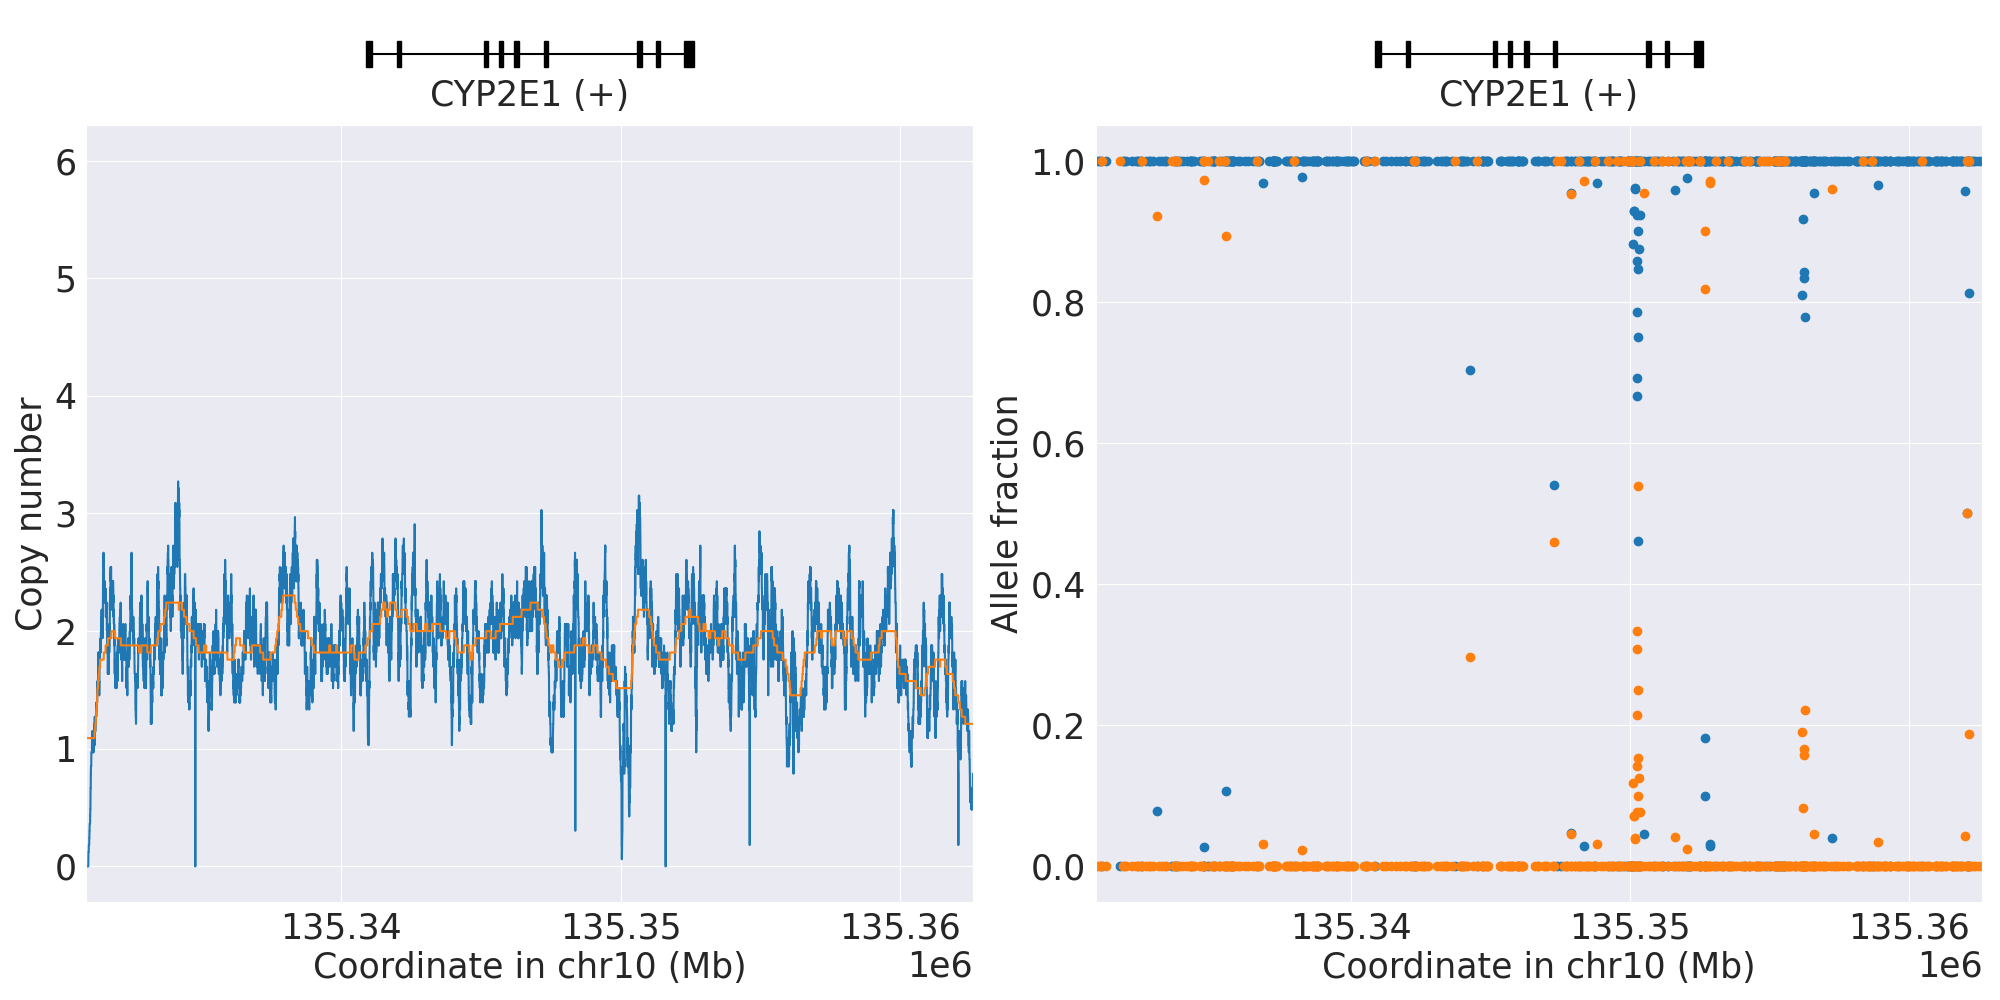 CYP2E1 (+)
6
5
4
3
2
1
0
Copy number
135.34
135.35
135.36
Coordinate in chr10 (Mb)
1e6
CYP2E1 (+)
1.0
0.8
0.6
0.4
0.2
0.0
Allele fraction
135.34
135.35
135.36
Coordinate in chr10 (Mb)
1e6